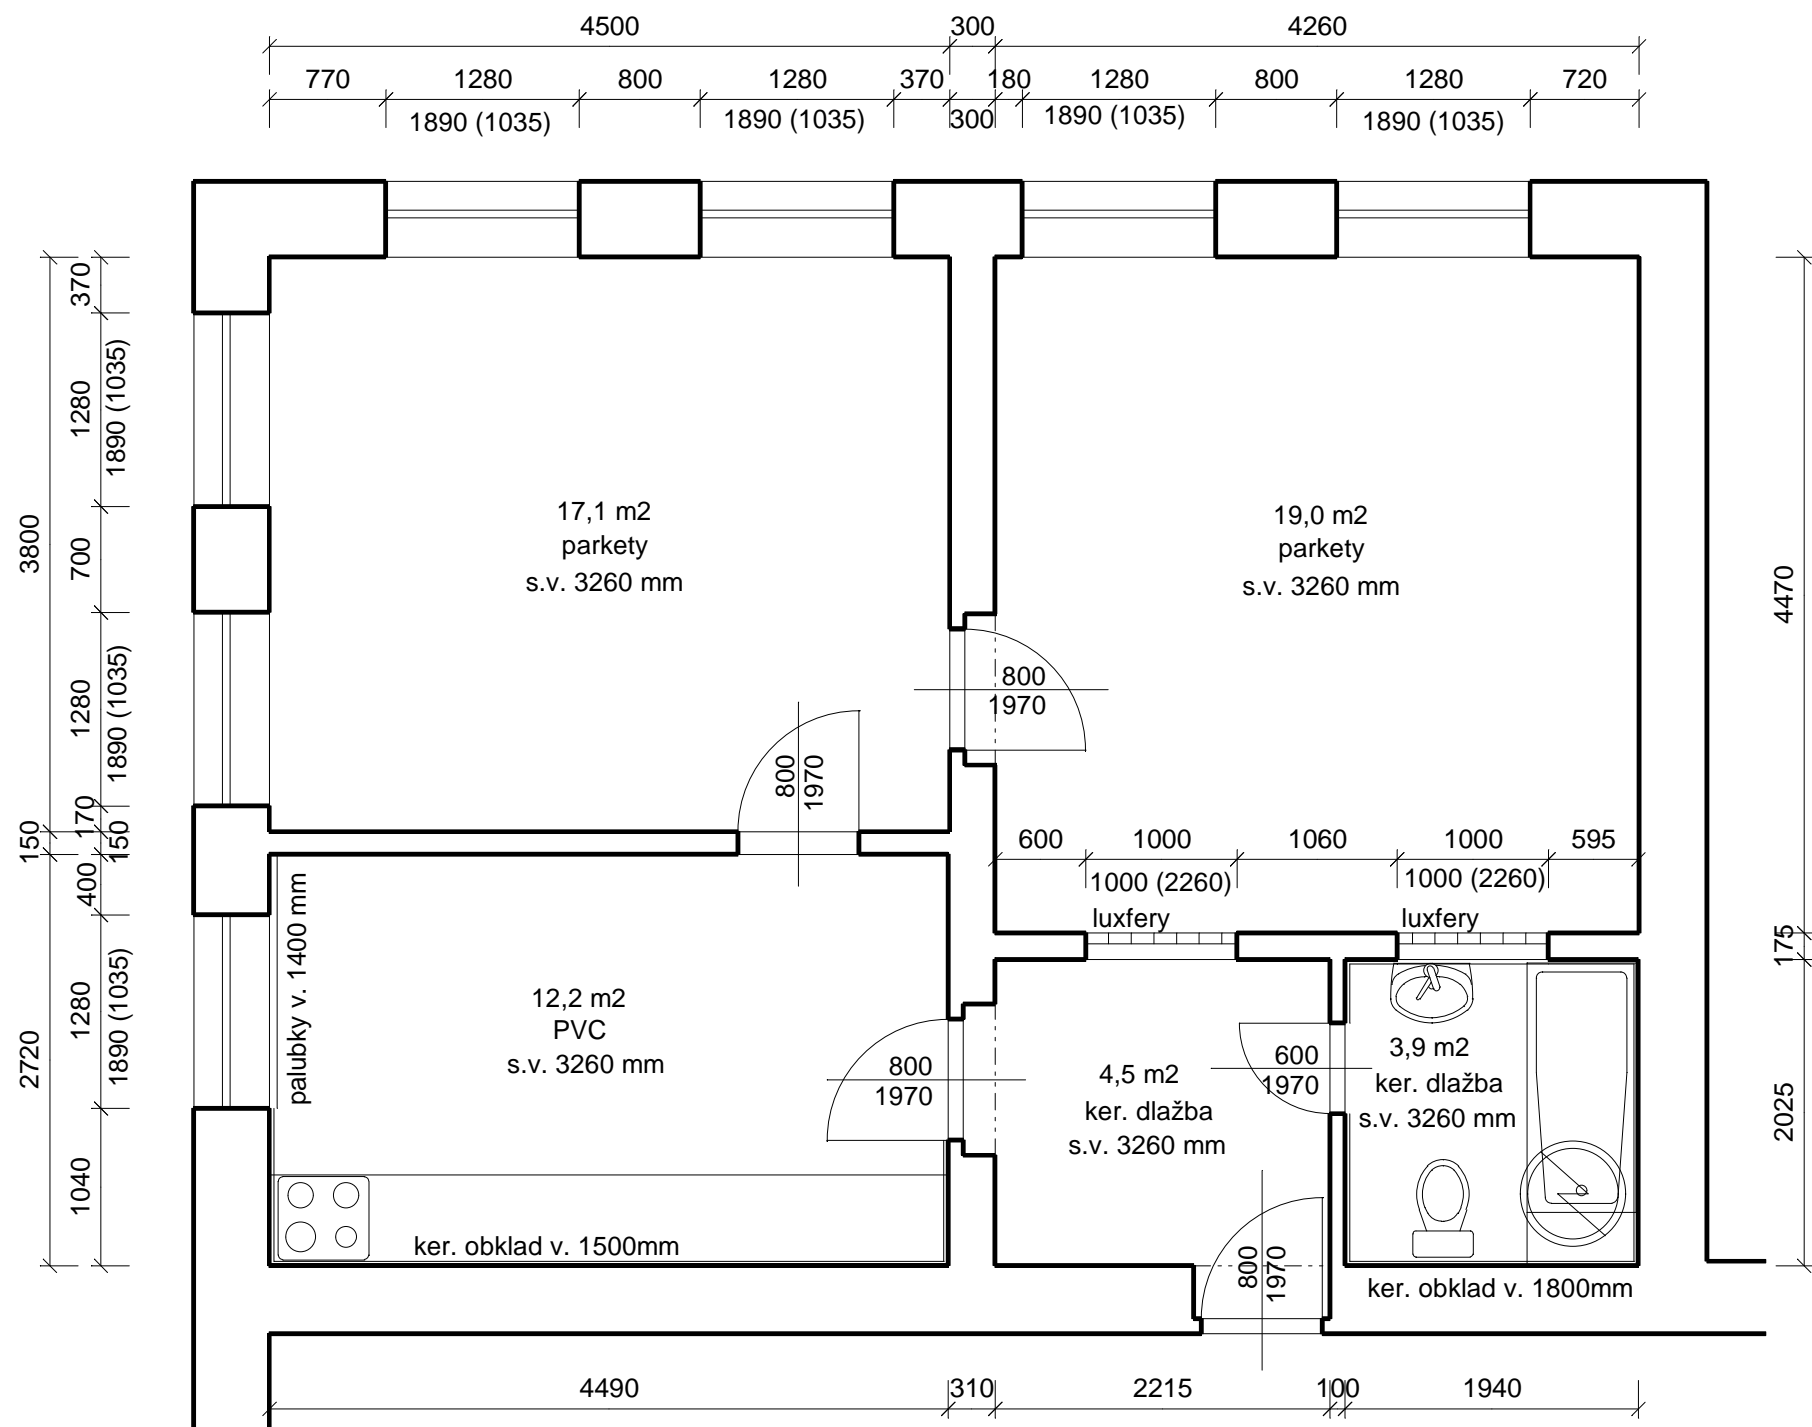 4500 300 4260
770 1280 800 1280 370 180 1280 800 1280 720
1890 (1035) 1890 (1035) 300 1890 (1035) 1890 (1035)
370
1280
1890 (1035)
3800
700
1280
1890 (1035)
170
150
150
400
1280
1890 (1035)
2720
1040
17,1 m2
parkety
s.v. 3260 mm
19,0 m2
parkety
s.v. 3260 mm
4470
800
1970
800
1970
600 1000 1060 1000 595
1000 (2260) 1000 (2260)
luxfery luxfery
175
2025
palubky v. 1400 mm
12,2 m2
PVC
s.v. 3260 mm
800
1970
4,5 m2
ker. dlažba
s.v. 3260 mm
600
1970
3,9 m2
ker. dlažba
s.v. 3260 mm
ker. obklad v. 1500mm
800
1970
ker. obklad v. 1800mm
4490 310 2215 100 1940